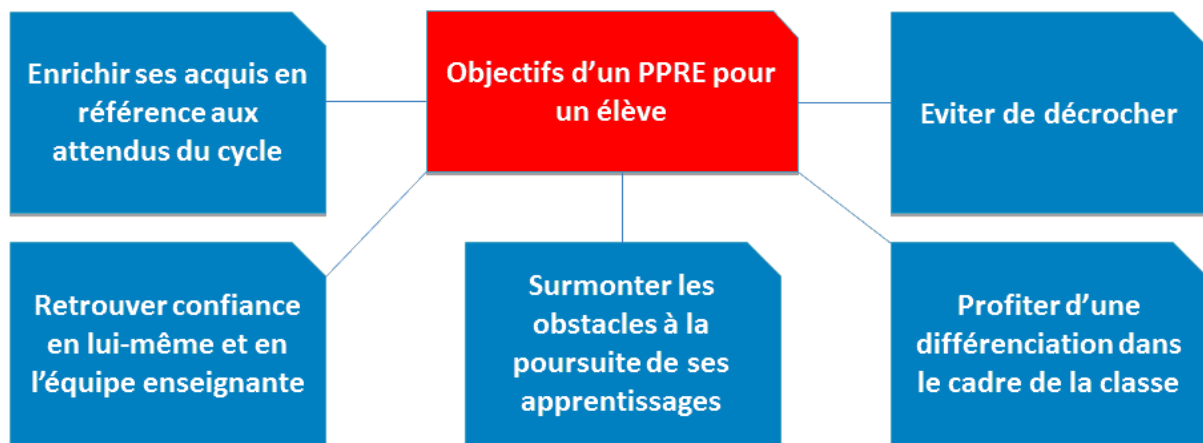 Enrichir ses acquis en
référence aux
attendus du cycle
Objectifs d'un PPRE pour
un élève
Eviter de décrocher
Retrouver confiance
en lui-même et en
l'équipe enseignante
Surmonter les
obstacles à la
poursuite de ses
apprentissages
Profiter d'une
différenciation dans
le cadre de la classe